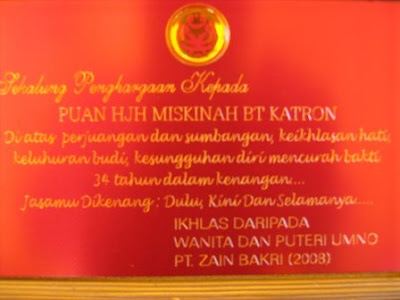 Sekalung Penghargaan Kepada
PUAN HJH MISKINAH BT KATRON
Di atas perjuangan dan sumbangan, keikhlasan hati,
keluhuran budi, kesungguhan diri mencurah bakti
34 tahun dalam kenangan....
Jasamu Dikenang : Dulu, Kini Dan Selamanya.....
IKHLAS DARIPADA
WANITA DAN PUTERI UMNO
PT. ZAIN BAKRI (2008)